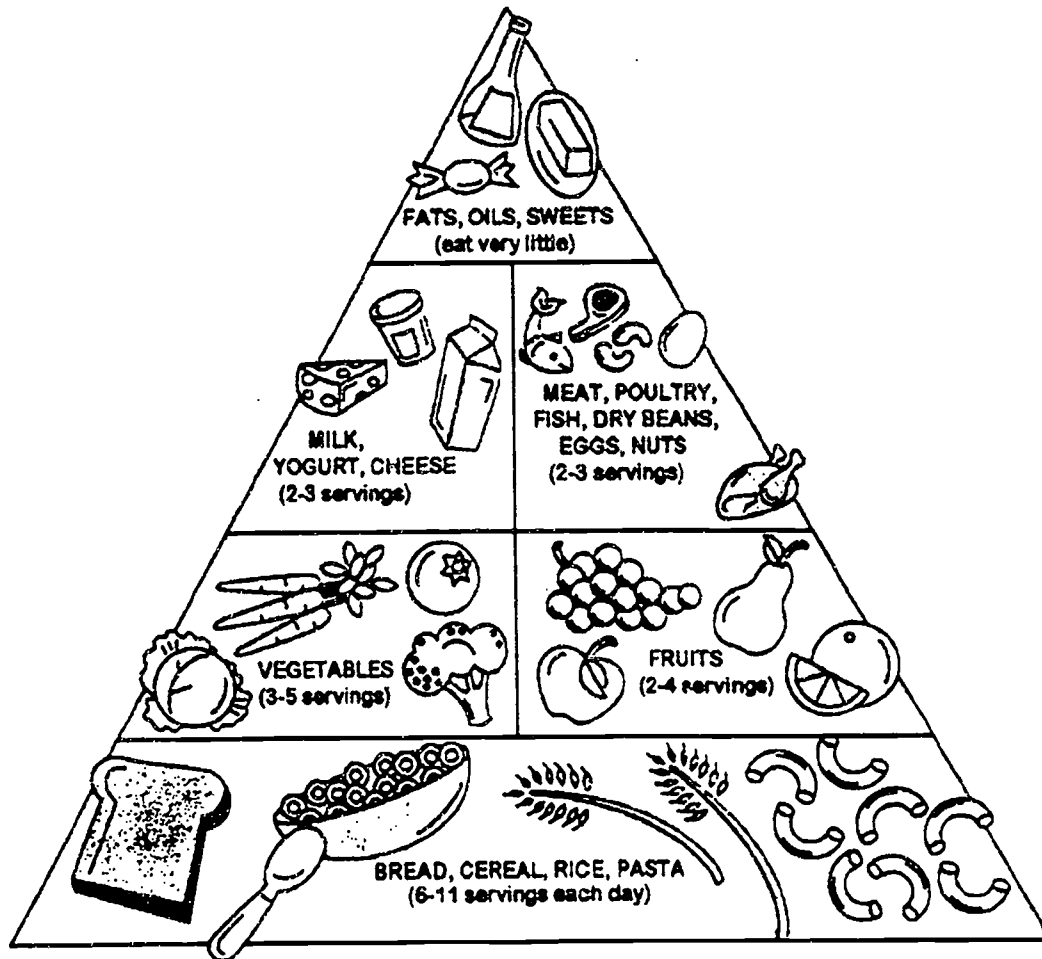 FATS, OILS, SWEETS
(eat very little)
MILK,
YOGURT, CHEESE
(2-3 servings)
MEAT, POULTRY,
FISH, DRY BEANS,
EGGS, NUTS
(2-3 servings)
VEGETABLES
(3-5 servings)
FRUITS
(2-4 servings)
BREAD, CEREAL, RICE, PASTA
(6-11 servings each day)